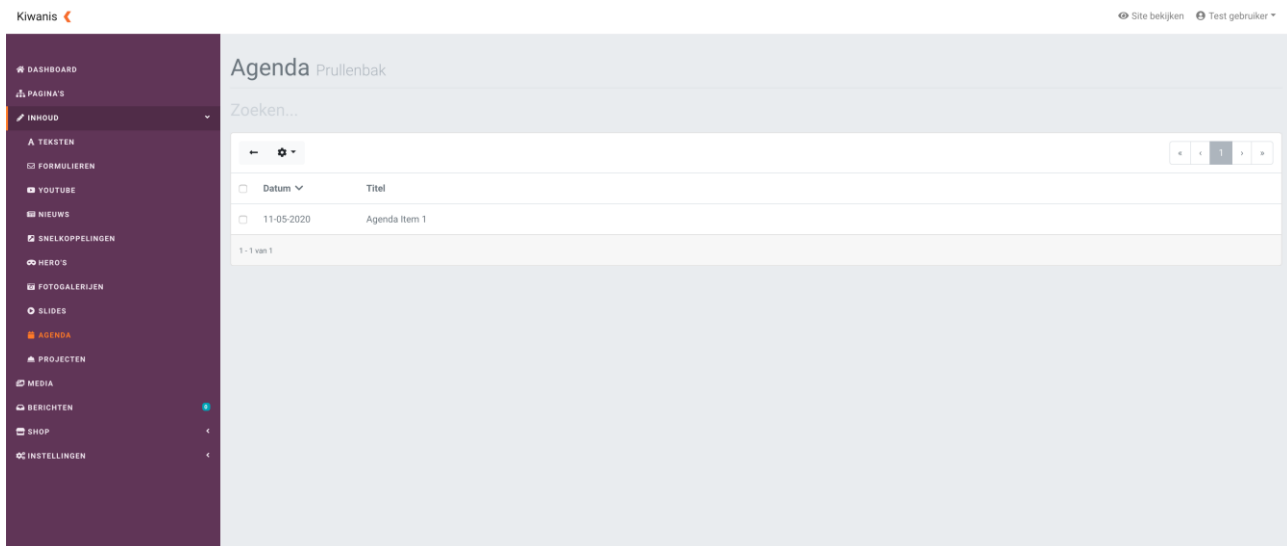 Kiwanis
Site bekijken Test gebruiker
DASHBOARD
PAGINA'S
INHOUD
TEKSTEN
FORMULIEREN
YOUTUBE
NIEUWS
SNELKOPPELINGEN
HERO'S
FOTOGALERIJEN
SLIDES
AGENDA
PROJECTEN
MEDIA
BERICHTEN 0
SHOP
INSTELLINGEN
Agenda Prullenbak
Zoeken...
« ‹ 1 › »
Datum Titel
11-05-2020 Agenda Item 1
1 - 1 van 1